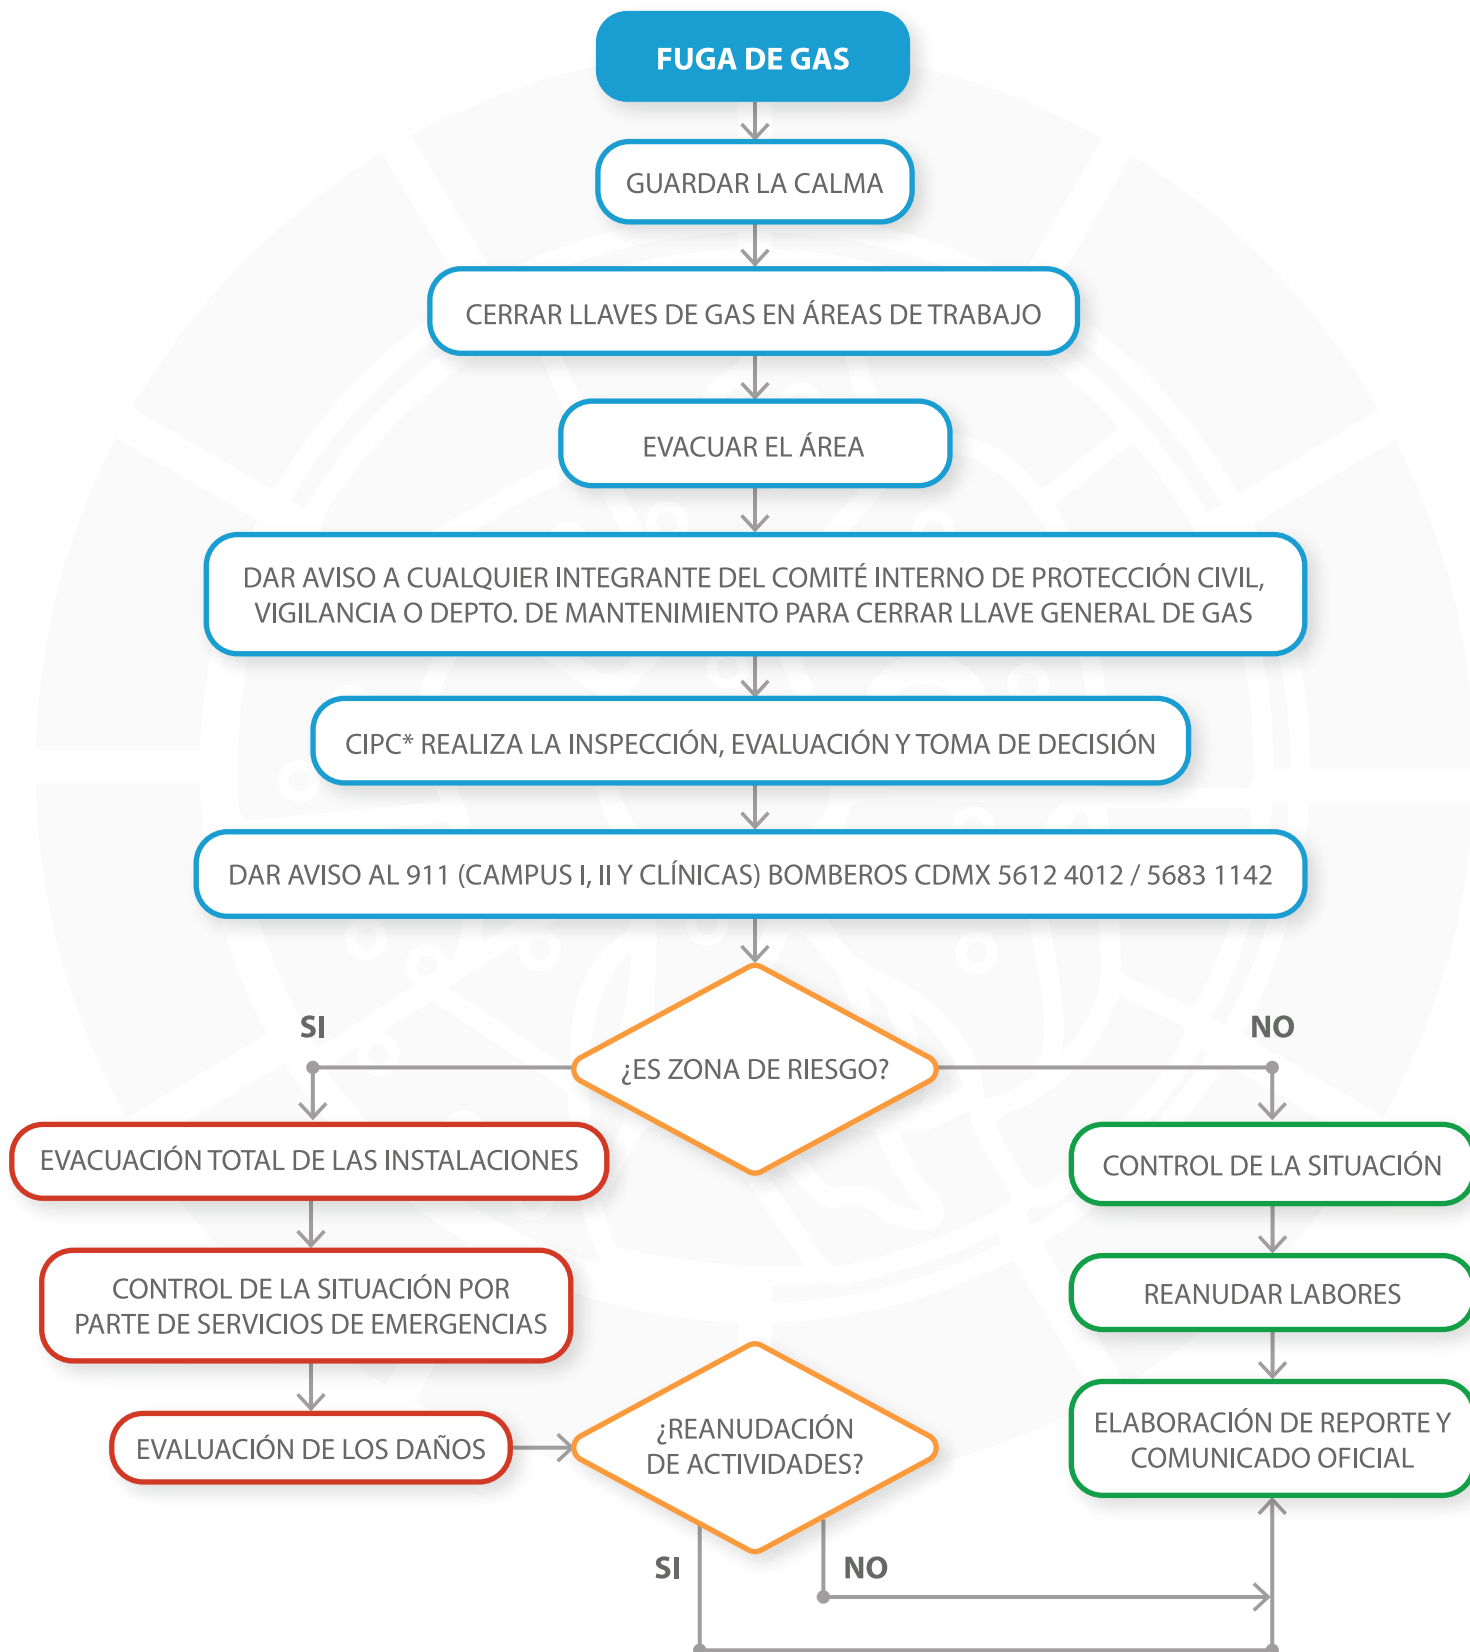 FUGA DE GAS
GUARDAR LA CALMA
CERRAR LLAVES DE GAS EN ÁREAS DE TRABAJO
EVACUAR EL ÁREA
DAR AVISO A CUALQUIER INTEGRANTE DEL COMITÉ INTERNO DE PROTECCIÓN CIVIL,
VIGILANCIA O DEPTO. DE MANTENIMIENTO PARA CERRAR LLAVE GENERAL DE GAS
CIPC* REALIZA LA INSPECCIÓN, EVALUACIÓN Y TOMA DE DECISIÓN
DAR AVISO AL 911 (CAMPUS I, II Y CLÍNICAS) BOMBEROS CDMX 5612 4012 / 5683 1142
¿ES ZONA DE RIESGO?
SI
EVACUACIÓN TOTAL DE LAS INSTALACIONES
CONTROL DE LA SITUACIÓN POR
PARTE DE SERVICIOS DE EMERGENCIAS
EVALUACIÓN DE LOS DAÑOS
¿REANUDACIÓN
DE ACTIVIDADES?
SI
NO
NO
CONTROL DE LA SITUACIÓN
REANUDAR LABORES
ELABORACIÓN DE REPORTE Y
COMUNICADO OFICIAL